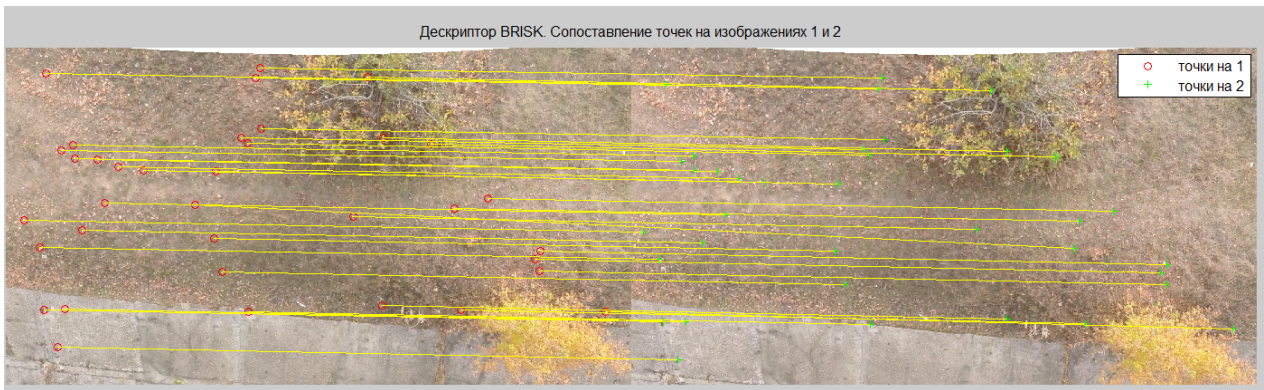 Дескриптор BRISK. Сопоставление точек на изображениях 1 и 2
точки на 1
точки на 2